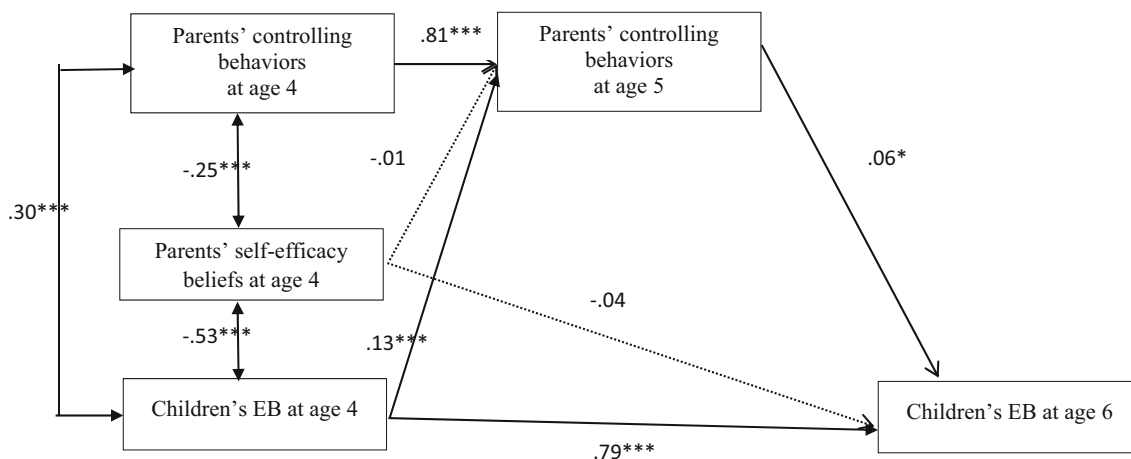 Parents’ controlling
behaviors
at age 4
.81***
Parents’ controlling
behaviors
at age 5
-.25***
-.01
.06*
.30***
Parents’ self-efficacy
beliefs at age 4
-.04
-.53***
.13***
Children’s EB at age 4
Children’s EB at age 6
.79***